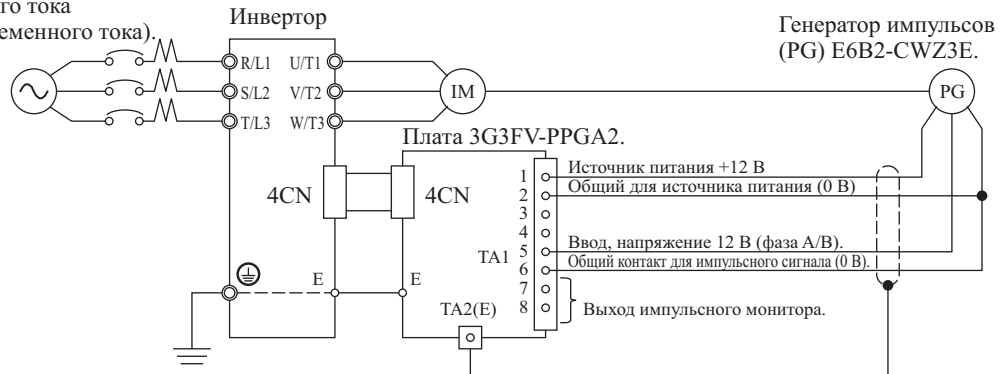 го тока
еменного тока).
Инвертор
Генератор импульсов
(PG) E6B2-CWZ3E.
R/L1 U/T1
S/L2 V/T2
T/L3 W/T3
IM
PG
Плата 3G3FV-PPGA2.
4CN
4CN
TA1
1 Источник питания +12 В
2 Общий для источника питания (0 В)
3
4
5 Ввод, напряжение 12 В (фаза А/В).
6 Общий контакт для импульсного сигнала (0 В).
7
8
Выход импульсного монитора.
E
E
TA2(E)